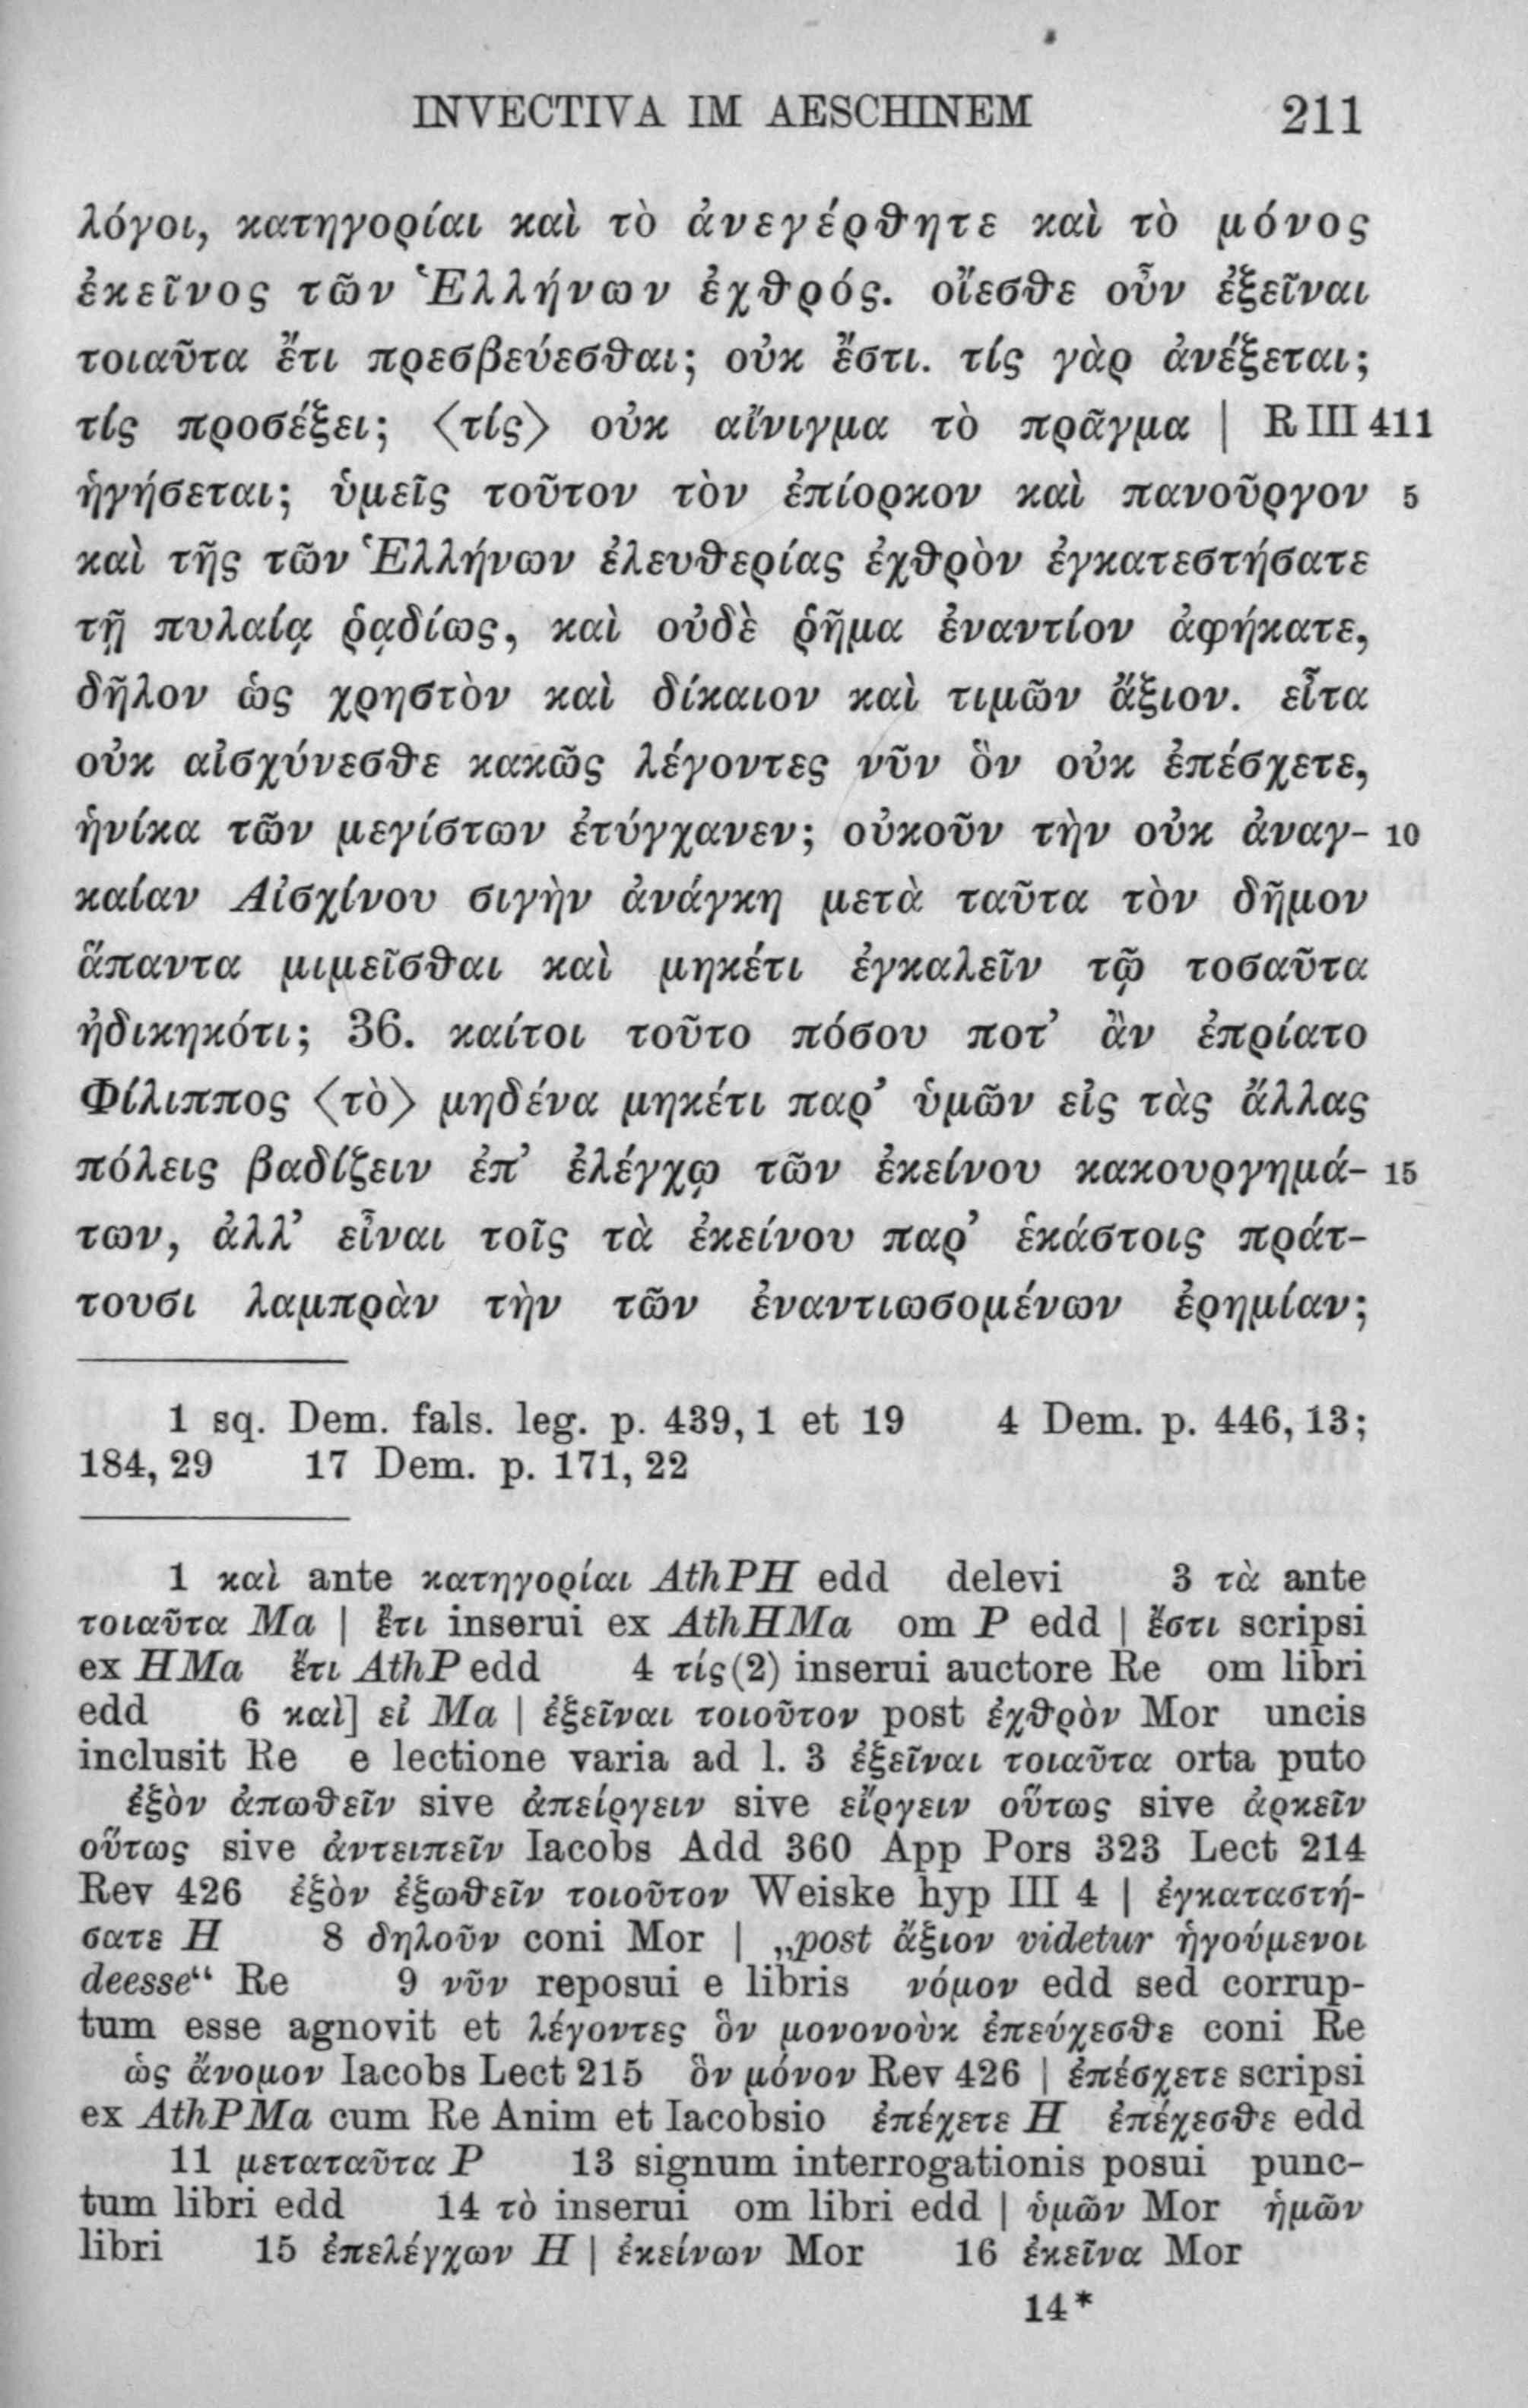 INVECTIVA IM AESCHINEM 211
λόγοι, κατηγορίαι καὶ τὸ ἀνεγέρθητε καὶ τὸ μόνος
ἐκεῖνος τῶν Ἑλλήνων ἐχθρός. οἴεσθε οὖν ἐξεῖναι
τοιαῦτα ἔτι πρεσβεύεσθαι; οὐκ ἔστι. τίς γὰρ ἀνέξεται;
τίς προσέξει; ⟨τίς⟩ οὐκ αἴνιγμα τὸ πρᾶγμα | R III 411
ἡγήσεται; ὑμεῖς τοῦτον τὸν ἐπίορκον καὶ πανοῦργον 5
καὶ τῆς τῶν Ἑλλήνων ἐλευθερίας ἐχθρὸν ἐγκατεστήσατε
τῇ πυλαίᾳ ῥᾳδίως, καὶ οὐδὲ ῥῆμα ἐναντίον ἀφήκατε,
δῆλον ὡς χρηστὸν καὶ δίκαιον καὶ τιμῶν ἄξιον. εἶτα
οὐκ αἰσχύνεσθε κακῶς λέγοντες νῦν ὃν οὐκ ἐπέσχετε,
ἡνίκα τῶν μεγίστων ἐτύγχανεν; οὐκοῦν τὴν οὐκ ἀναγ- 10
καίαν Αἰσχίνου σιγὴν ἀνάγκη μετὰ ταῦτα τὸν δῆμον
ἅπαντα μιμεῖσθαι καὶ μηκέτι ἐγκαλεῖν τῷ τοσαῦτα
ἠδικηκότι; 36. καίτοι τοῦτο πόσου ποτ’ ἂν ἐπρίατο
Φίλιππος ⟨τὸ⟩ μηδένα μηκέτι παρ’ ὑμῶν εἰς τὰς ἄλλας
πόλεις βαδίζειν ἐπ’ ἐλέγχῳ τῶν ἐκείνου κακουργημά- 15
των, ἀλλ’ εἶναι τοῖς τὰ ἐκείνου παρ’ ἑκάστοις πράτ-
τουσι λαμπρὰν τὴν τῶν ἐναντιωσομένων ἐρημίαν;
1 sq. Dem. fals. leg. p. 439, 1 et 19 4 Dem. p. 446, 13;
184, 29 17 Dem. p. 171, 22
1 καὶ ante κατηγορίαι AthPH edd delevi 3 τὰ ante
τοιαῦτα Ma | ἔτι inserui ex AthHMa om P edd | ἔστι scripsi
ex HMa ἔτι AthP edd 4 τίς(2) inserui auctore Re om libri
edd 6 καὶ] εἰ Ma | ἐξεῖναι τοιοῦτον post ἐχθρὸν Mor uncis
inclusit Re e lectione varia ad l. 3 ἐξεῖναι τοιαῦτα orta puto
ἐξὸν ἀπωθεῖν sive ἀπείργειν sive εἴργειν οὕτως sive ἀρκεῖν
οὕτως sive ἀντειπεῖν Iacobs Add 360 App Pors 323 Lect 214
Rev 426 ἐξὸν ἐξωθεῖν τοιοῦτον Weiske hyp III 4 | ἐγκαταστή-
σατε H 8 δηλοῦν coni Mor | „post ἄξιον videtur ἡγούμενοι
deesse“ Re 9 νῦν reposui e libris νόμον edd sed corrup-
tum esse agnovit et λέγοντες ὃν μονονοὺκ ἐπεύχεσθε coni Re
ὡς ἄνομον Iacobs Lect 215 ὃν μόνον Rev 426 | ἐπέσχετε scripsi
ex AthPMa cum Re Anim et Iacobsio ἐπέχετε H ἐπέχεσθε edd
11 μεταταῦτα P 13 signum interrogationis posui punc-
tum libri edd 14 τὸ inserui om libri edd | ὑμῶν Mor ἡμῶν
libri 15 ἐπελέγχων H | ἐκείνων Mor 16 ἐκεῖνα Mor
14*